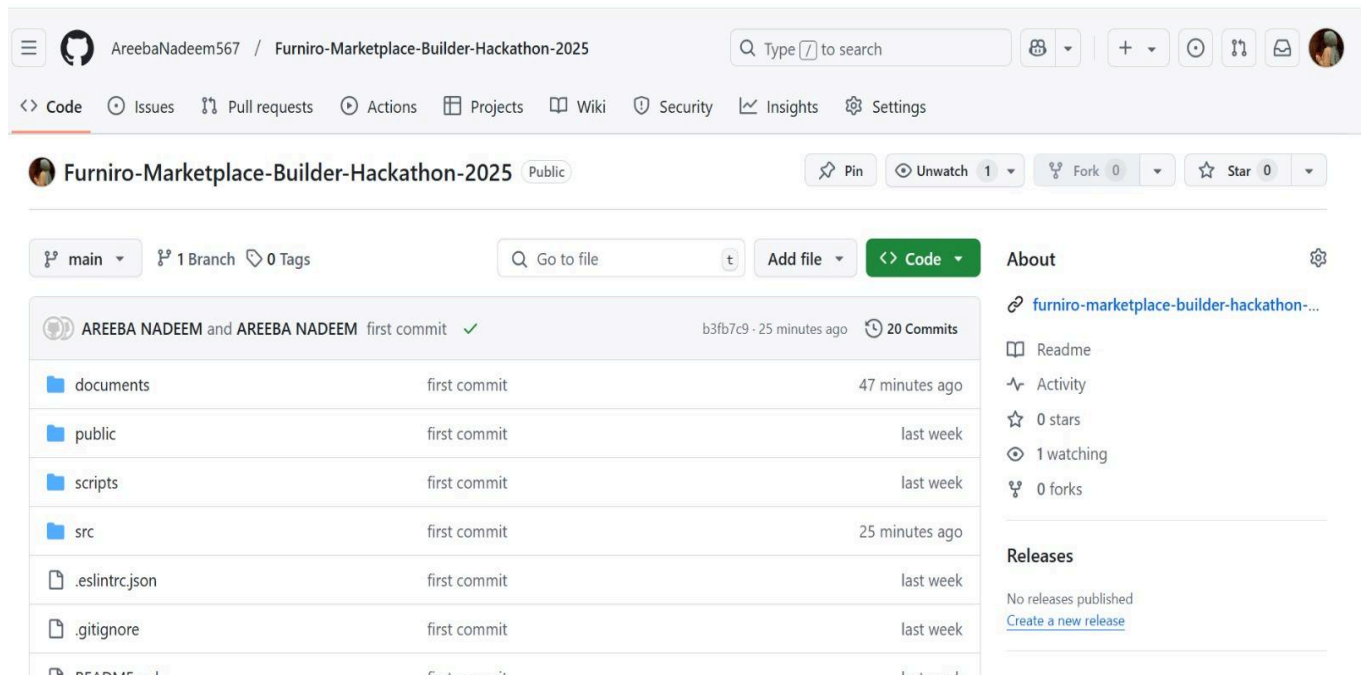 AreebaNadeem567 / Furniro-Marketplace-Builder-Hackathon-2025 Type / to search
Code Issues Pull requests Actions Projects Wiki Security Insights Settings
Furniro-Marketplace-Builder-Hackathon-2025 Public Pin Unwatch 1 Fork 0 Star 0
main 1 Branch 0 Tags Go to file t Add file Code
AREEBA NADEEM and AREEBA NADEEM first commit b3fb7c9 · 25 minutes ago 20 Commits
documents first commit 47 minutes ago
public first commit last week
scripts first commit last week
src first commit 25 minutes ago
.eslintrc.json first commit last week
.gitignore first commit last week
About
furniro-marketplace-builder-hackathon-...
Readme
Activity
0 stars
1 watching
0 forks
Releases
No releases published
Create a new release